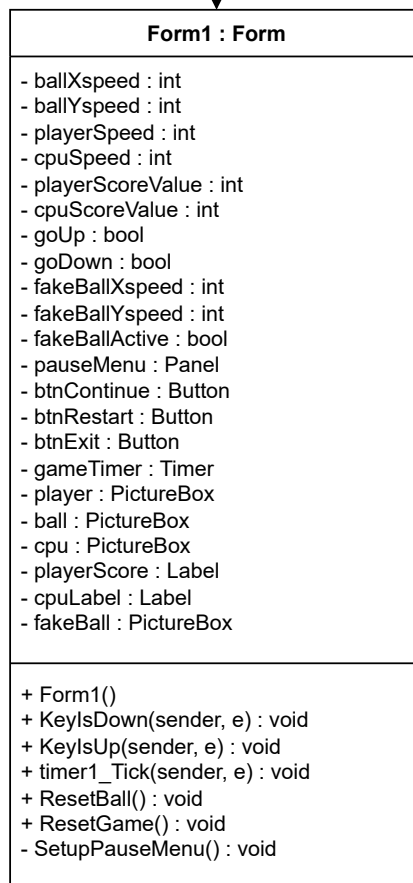 Form1 : Form
- ballXspeed : int
- ballYspeed : int
- playerSpeed : int
- cpuSpeed : int
- playerScoreValue : int
- cpuScoreValue : int
- goUp : bool
- goDown : bool
- fakeBallXspeed : int
- fakeBallYspeed : int
- fakeBallActive : bool
- pauseMenu : Panel
- btnContinue : Button
- btnRestart : Button
- btnExit : Button
- gameTimer : Timer
- player : PictureBox
- ball : PictureBox
- cpu : PictureBox
- playerScore : Label
- cpuLabel : Label
- fakeBall : PictureBox
+ Form1()
+ KeyIsDown(sender, e) : void
+ KeyIsUp(sender, e) : void
+ timer1_Tick(sender, e) : void
+ ResetBall() : void
+ ResetGame() : void
- SetupPauseMenu() : void